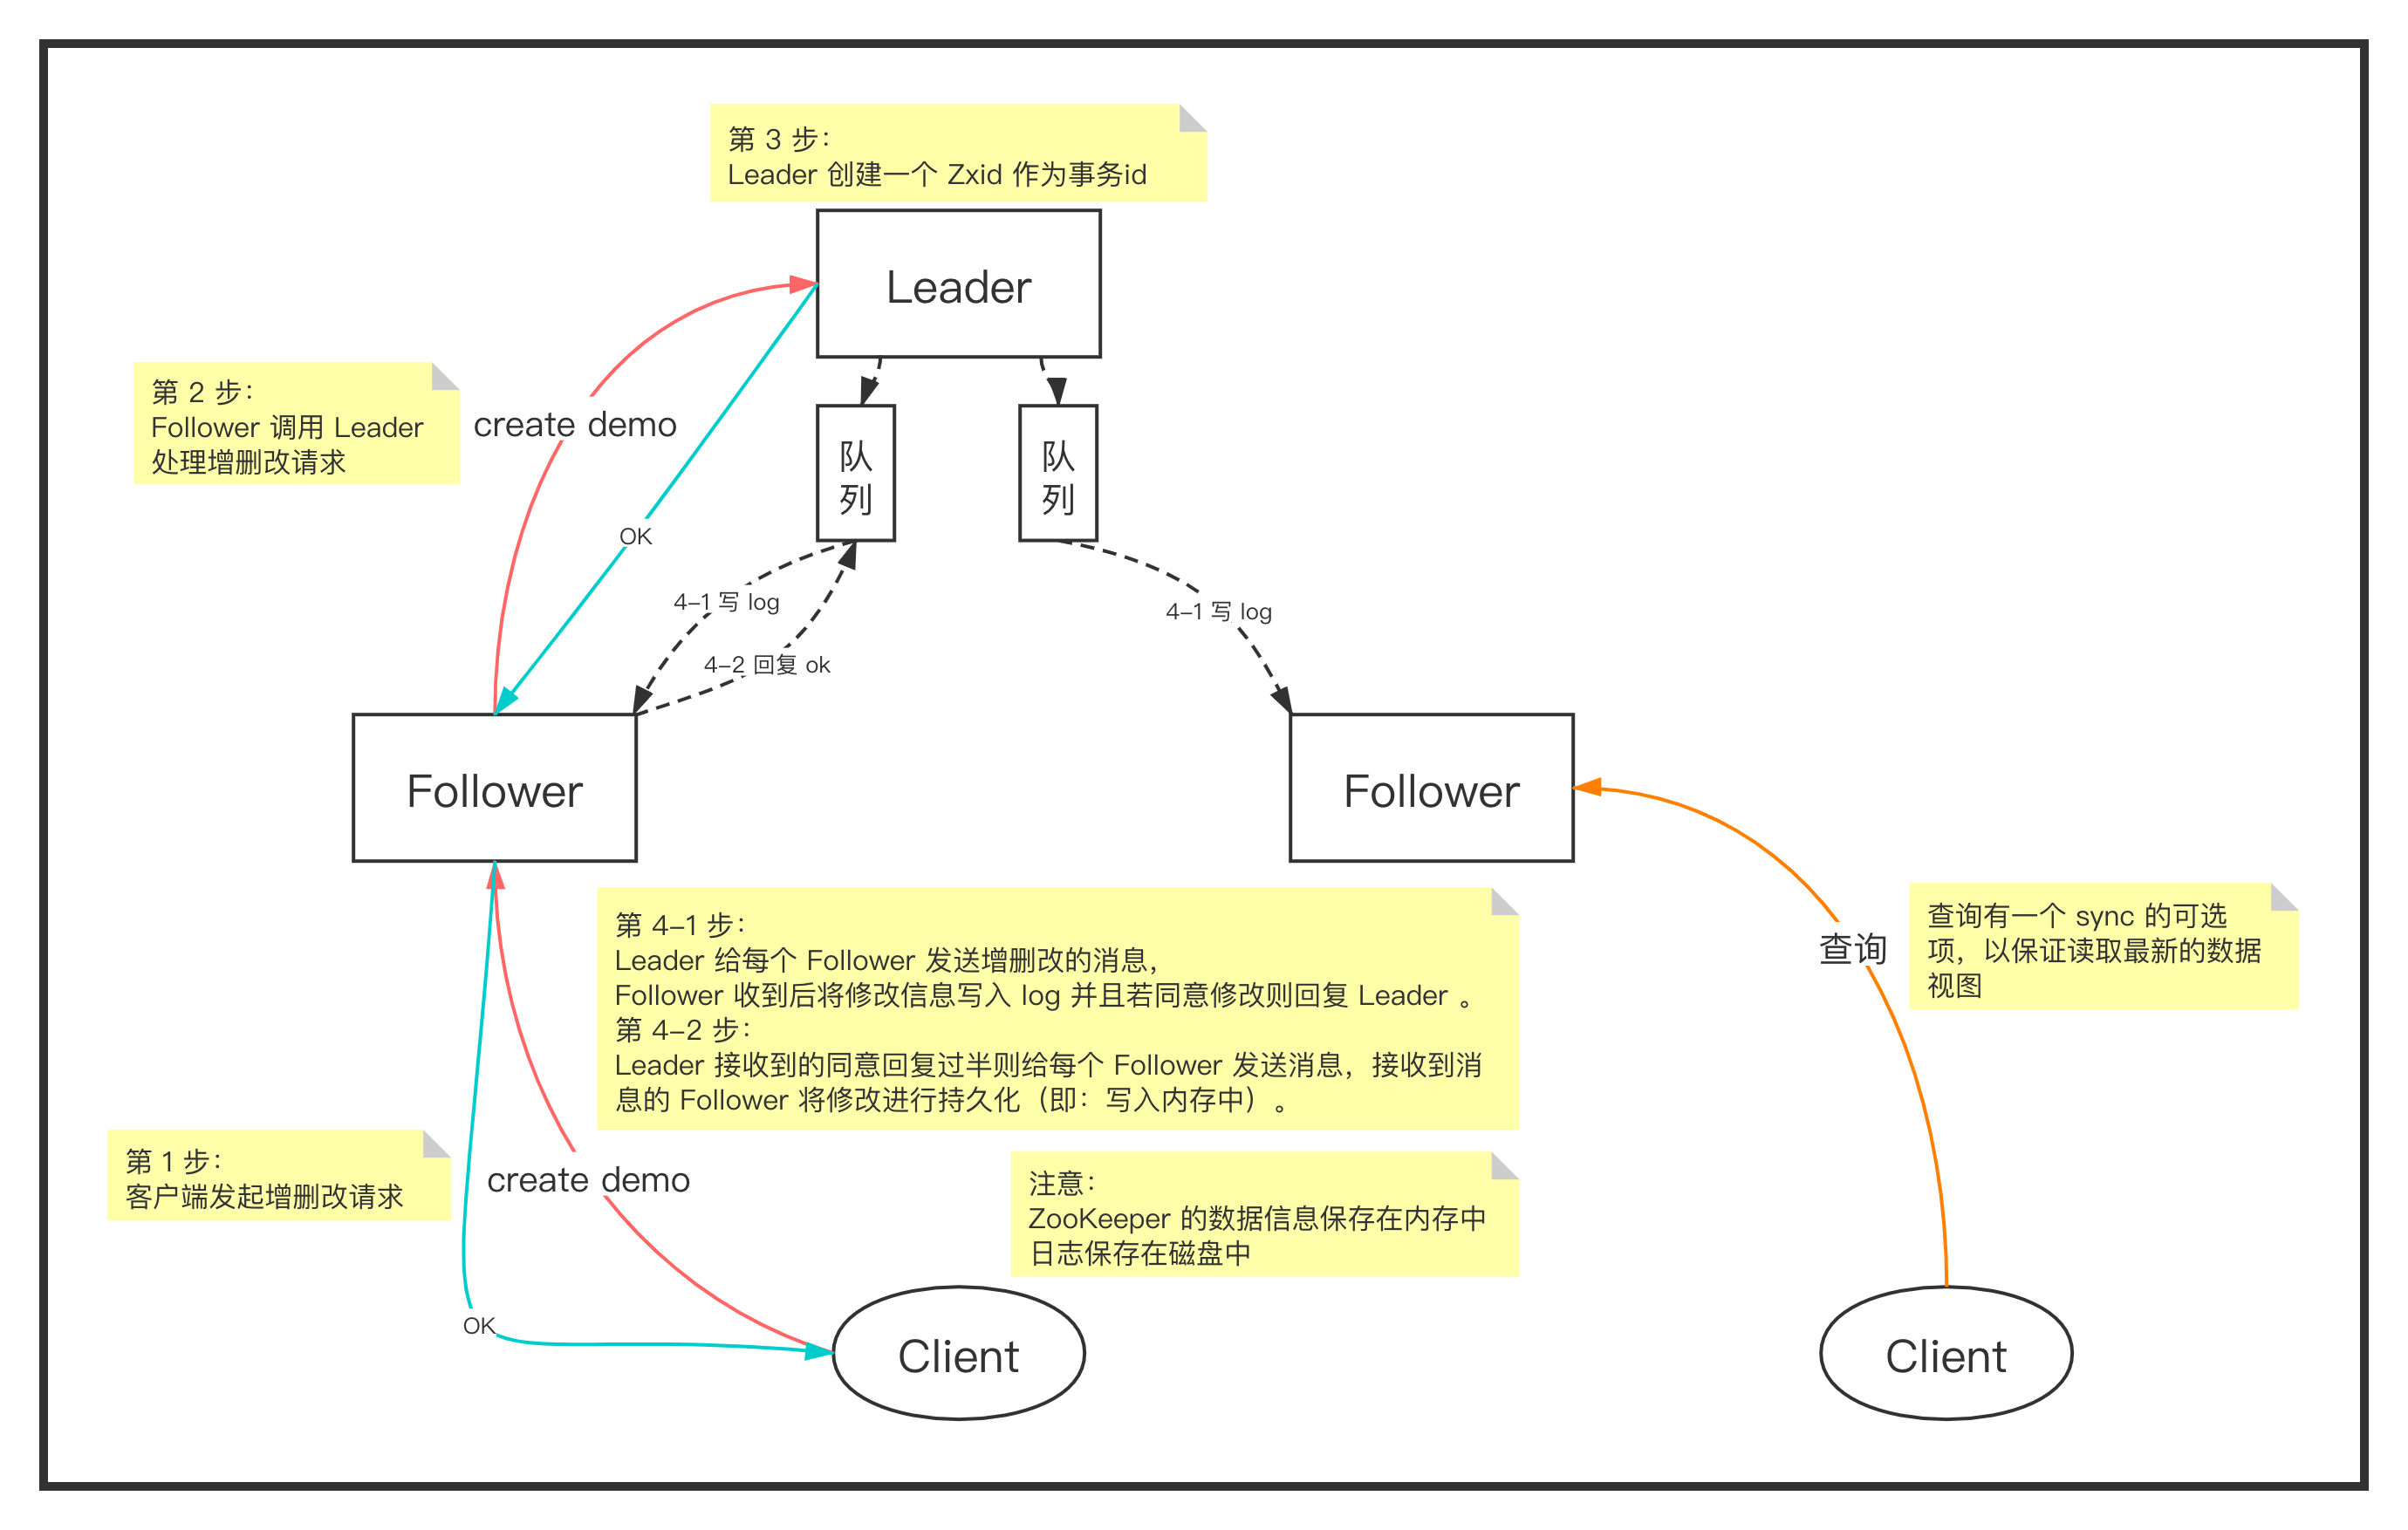 第 3 步：
Leader 创建一个 Zxid 作为事务id
Leader
第 2 步：
Follower 调用 Leader
处理增删改请求
create demo
OK
队
列
队
列
4-1 写 log
4-2 回复 ok
4-1 写 log
Follower
Follower
第 4-1 步：
Leader 给每个 Follower 发送增删改的消息，
Follower 收到后将修改信息写入 log 并且若同意修改则回复 Leader 。
第 4-2 步：
Leader 接收到的同意回复过半则给每个 Follower 发送消息，接收到消
息的 Follower 将修改进行持久化（即：写入内存中）。
查询
查询有一个 sync 的可选
项，以保证读取最新的数据
视图
第 1 步：
客户端发起增删改请求
create demo
注意：
ZooKeeper 的数据信息保存在内存中
日志保存在磁盘中
OK
Client
Client